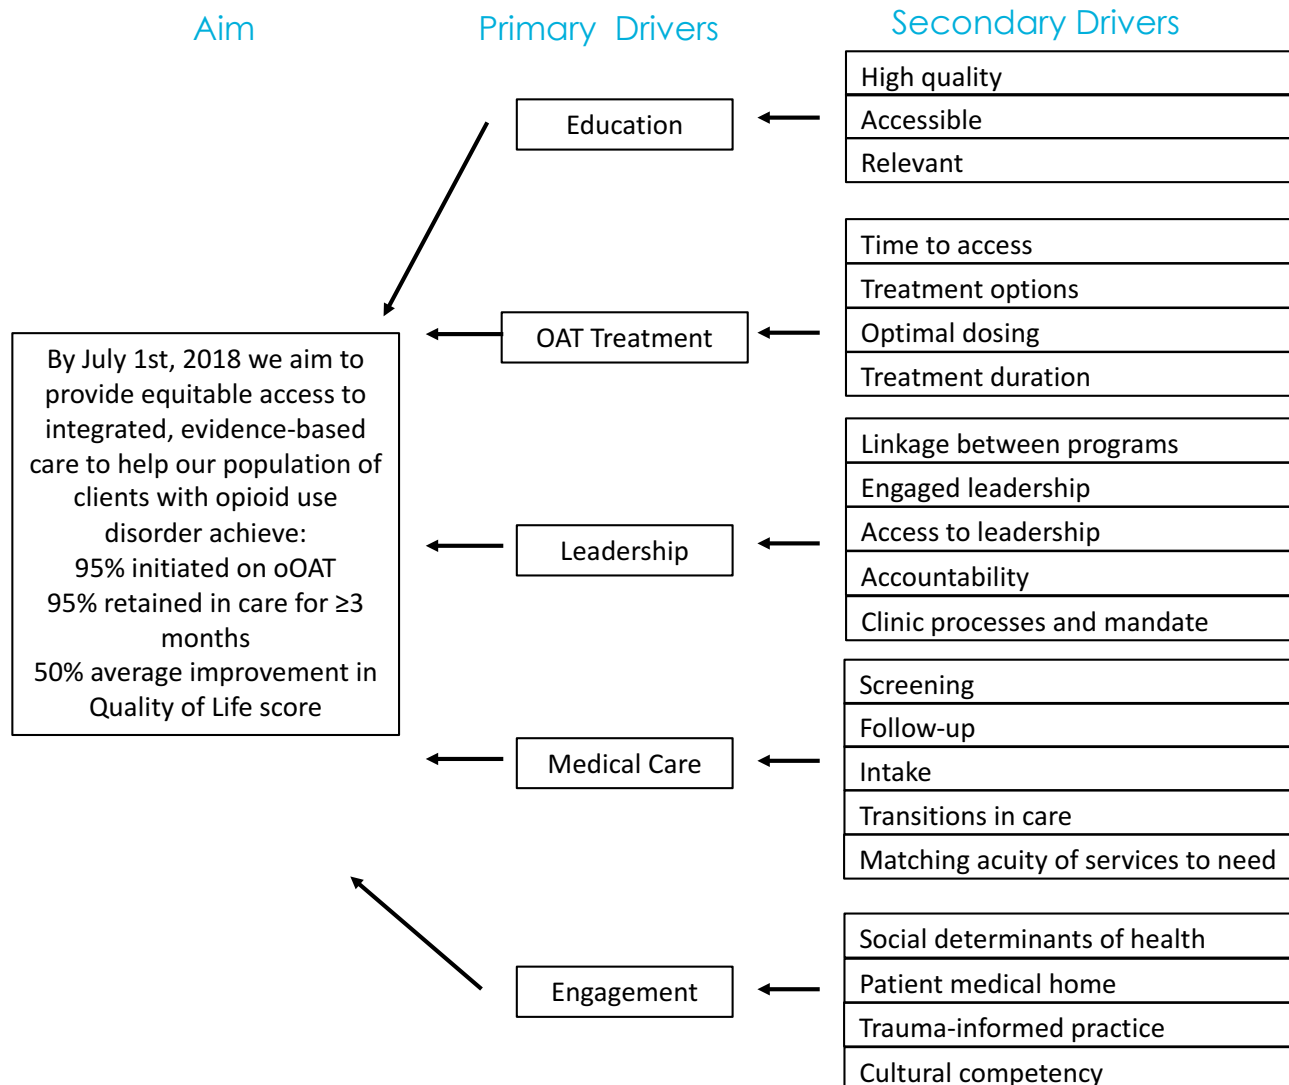 Aim
Primary Drivers
Secondary Drivers
High quality
Accessible
Relevant
Education
Time to access
Treatment options
Optimal dosing
Treatment duration
OAT Treatment
By July 1st, 2018 we aim to
provide equitable access to
integrated, evidence-based
care to help our population of
clients with opioid use
disorder achieve:
95% initiated on oOAT
95% retained in care for ≥3
months
50% average improvement in
Quality of Life score
Linkage between programs
Engaged leadership
Access to leadership
Accountability
Clinic processes and mandate
Leadership
Screening
Follow-up
Intake
Transitions in care
Matching acuity of services to need
Medical Care
Social determinants of health
Patient medical home
Trauma-informed practice
Cultural competency
Engagement